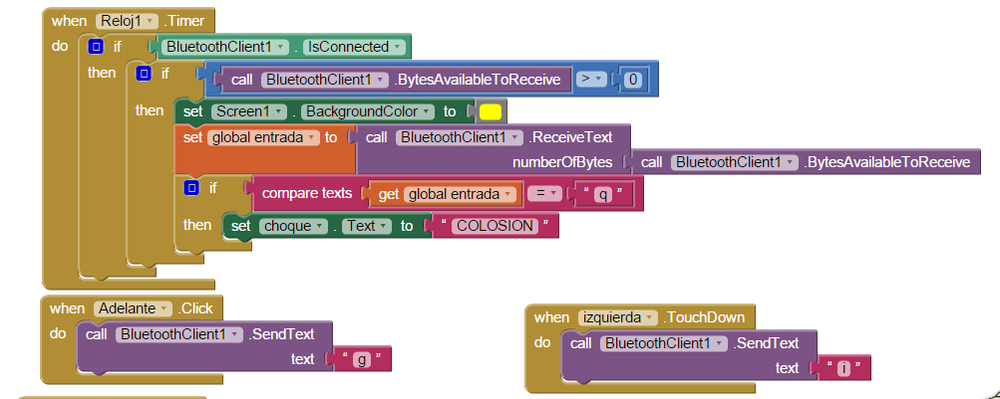 when Reloj1 .Timer
do if BluetoothClient1 . IsConnected
then if call BluetoothClient1 .BytesAvailableToReceive > 0
then set Screen1 . BackgroundColor to
set global entrada to call BluetoothClient1 .ReceiveText
numberOfBytes call BluetoothClient1 .BytesAvailableToReceive
if compare texts get global entrada = “ q ”
then set choque . Text to “ COLOSION ”
when Adelante .Click
do call BluetoothClient1 .SendText
text “ g ”
when izquierda .TouchDown
do call BluetoothClient1 .SendText
text “ i ”